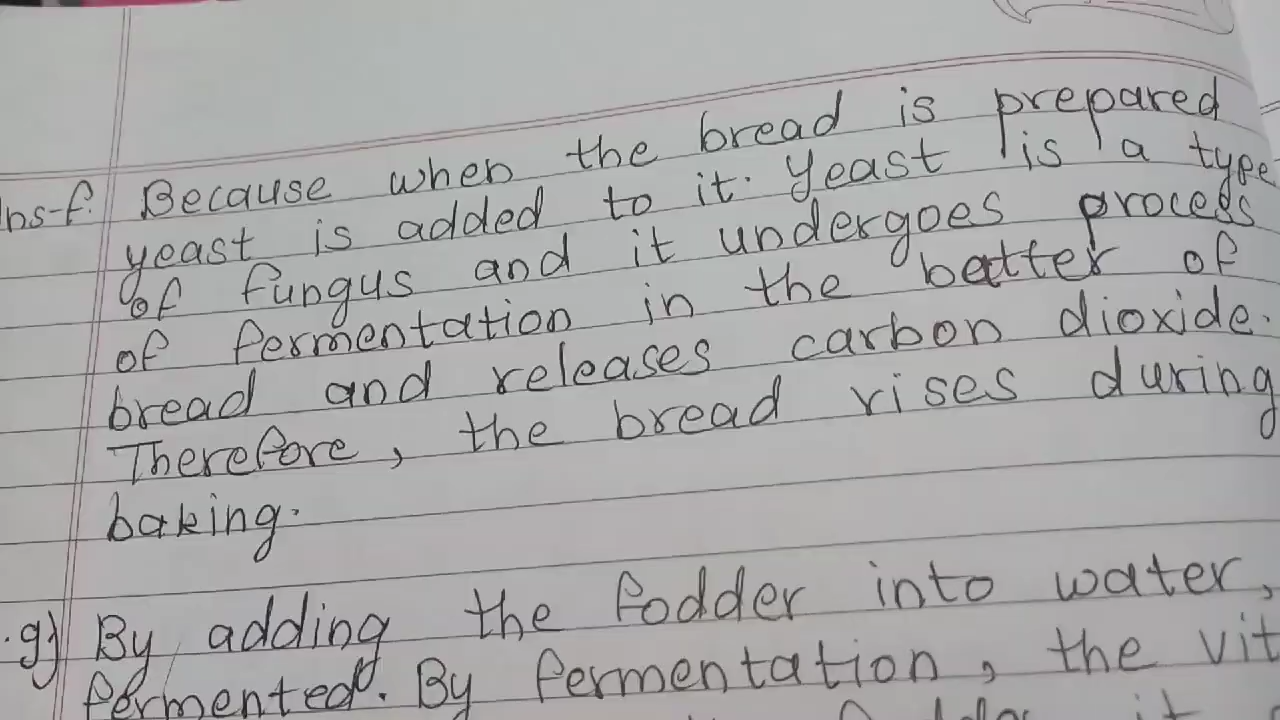 ns-f. Because when the bread is prepared
yeast is added to it. Yeast is a type
of fungus and it undergoes process
of fermentation in the batter of
bread and releases carbon dioxide.
Therefore, the bread rises during
baking.
g) By adding the fodder into water,
fermented. By fermentation, the vit